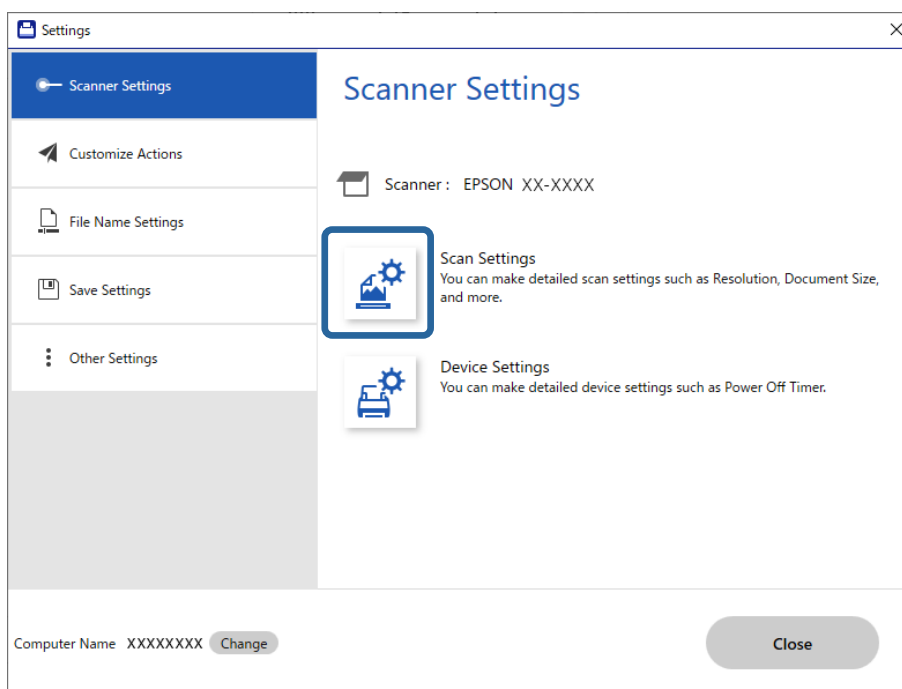 Settings
Scanner Settings
Customize Actions
File Name Settings
Save Settings
Other Settings
Scanner Settings
Scanner : EPSON XX-XXXX
Scan Settings
You can make detailed scan settings such as Resolution, Document Size,
and more.
Device Settings
You can make detailed device settings such as Power Off Timer.
Computer Name XXXXXXXX Change
Close